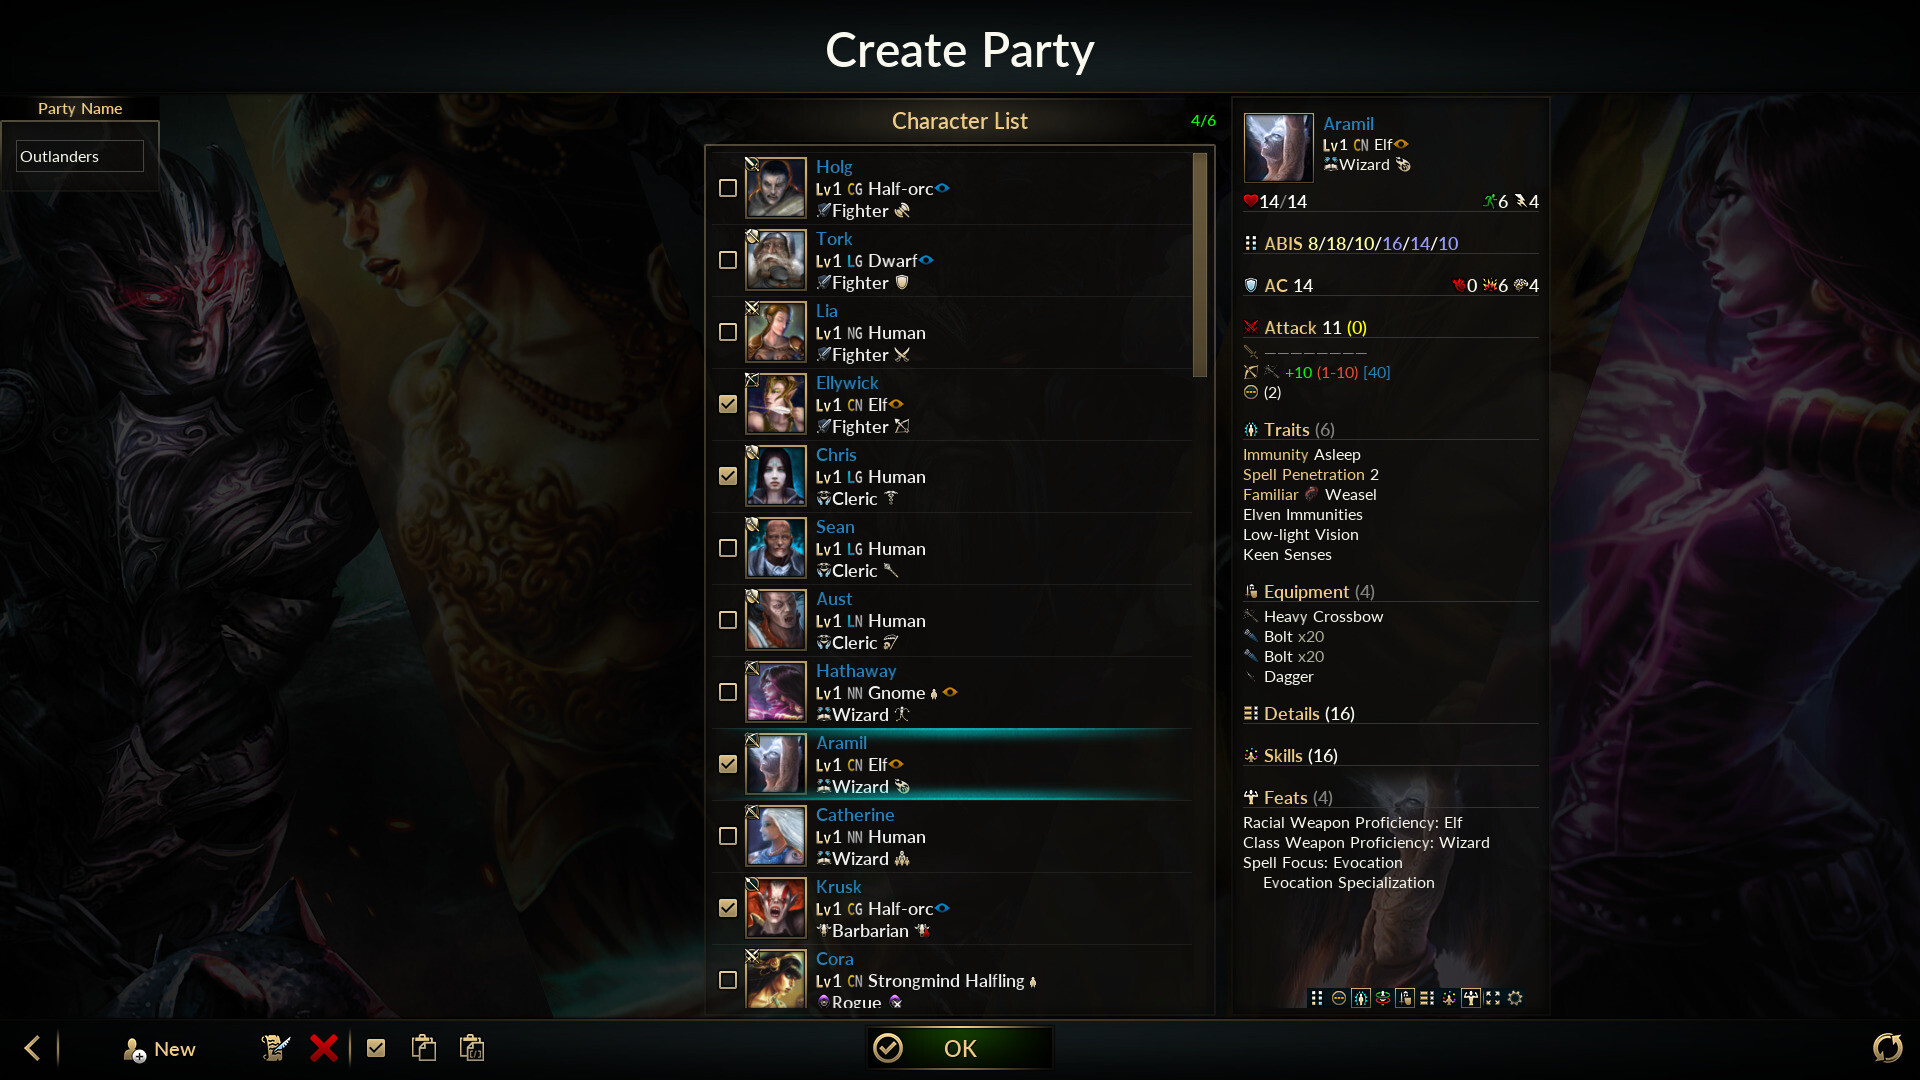 Create Party
Party Name
Outlanders
Character List
4/6
Holg
Lv1 CG Half-orc
Fighter
Tork
Lv1 LG Dwarf
Fighter
Lia
Lv1 NG Human
Fighter
Ellywick
Lv1 CN Elf
Fighter
Chris
Lv1 LG Human
Cleric
Sean
Lv1 LG Human
Cleric
Aust
Lv1 LN Human
Cleric
Hathaway
Lv1 NN Gnome
Wizard
Aramil
Lv1 CN Elf
Wizard
Catherine
Lv1 NN Human
Wizard
Krusk
Lv1 CG Half-orc
Barbarian
Cora
Lv1 CN Strongmind Halfling
Rogue
Aramil
Lv1 CN Elf
Wizard
14/14 6 4
ABIS 8/18/10/16/14/10
AC 14 0 6 4
Attack 11 (0)
————————
+10 (1-10) [40]
(2)
Traits (6)
Immunity Asleep
Spell Penetration 2
Familiar Weasel
Elven Immunities
Low-light Vision
Keen Senses
Equipment (4)
Heavy Crossbow
Bolt x20
Bolt x20
Dagger
Details (16)
Skills (16)
Feats (4)
Racial Weapon Proficiency: Elf
Class Weapon Proficiency: Wizard
Spell Focus: Evocation
Evocation Specialization
New
OK